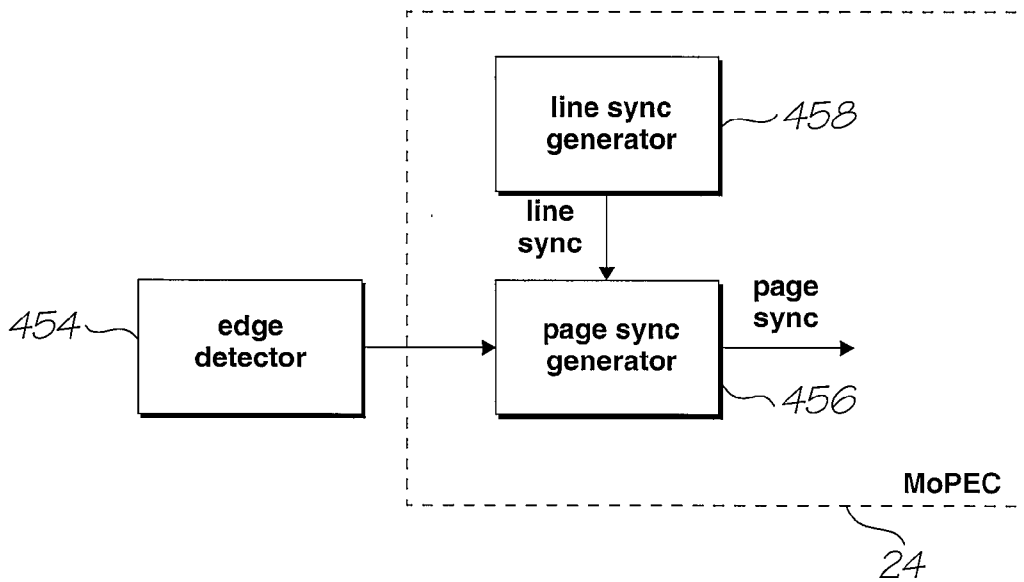 line sync
generator
458
line
sync
454
edge
detector
page sync
generator
page
sync
456
MoPEC
24